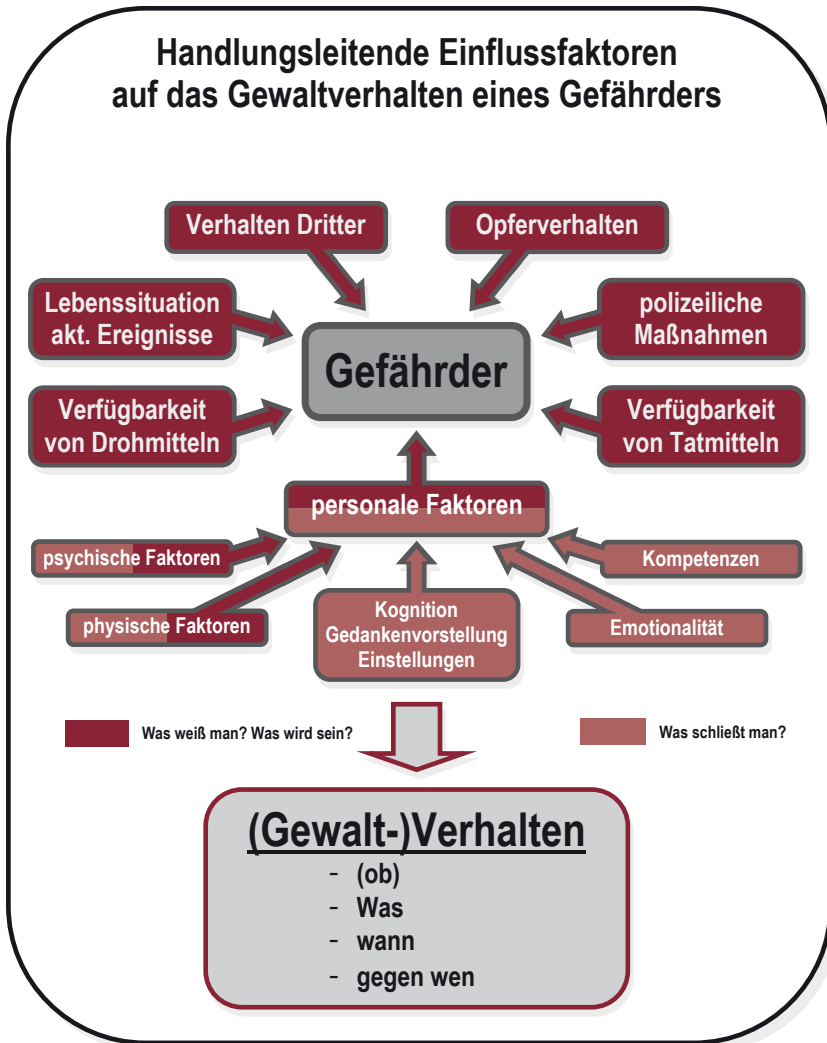 Handlungsleitende Einflussfaktoren
auf das Gewaltverhalten eines Gefährders
Verhalten Dritter
Opferverhalten
Lebenssituation
akt. Ereignisse
polizeiliche
Maßnahmen
Gefährder
Verfügbarkeit
von Drohmitteln
Verfügbarkeit
von Tatmitteln
personale Faktoren
psychische Faktoren
Kompetenzen
physische Faktoren
Kognition
Gedankenvorstellung
Einstellungen
Emotionalität
Was weiß man? Was wird sein?
Was schließt man?
(Gewalt-)Verhalten
- (ob)
- Was
- wann
- gegen wen